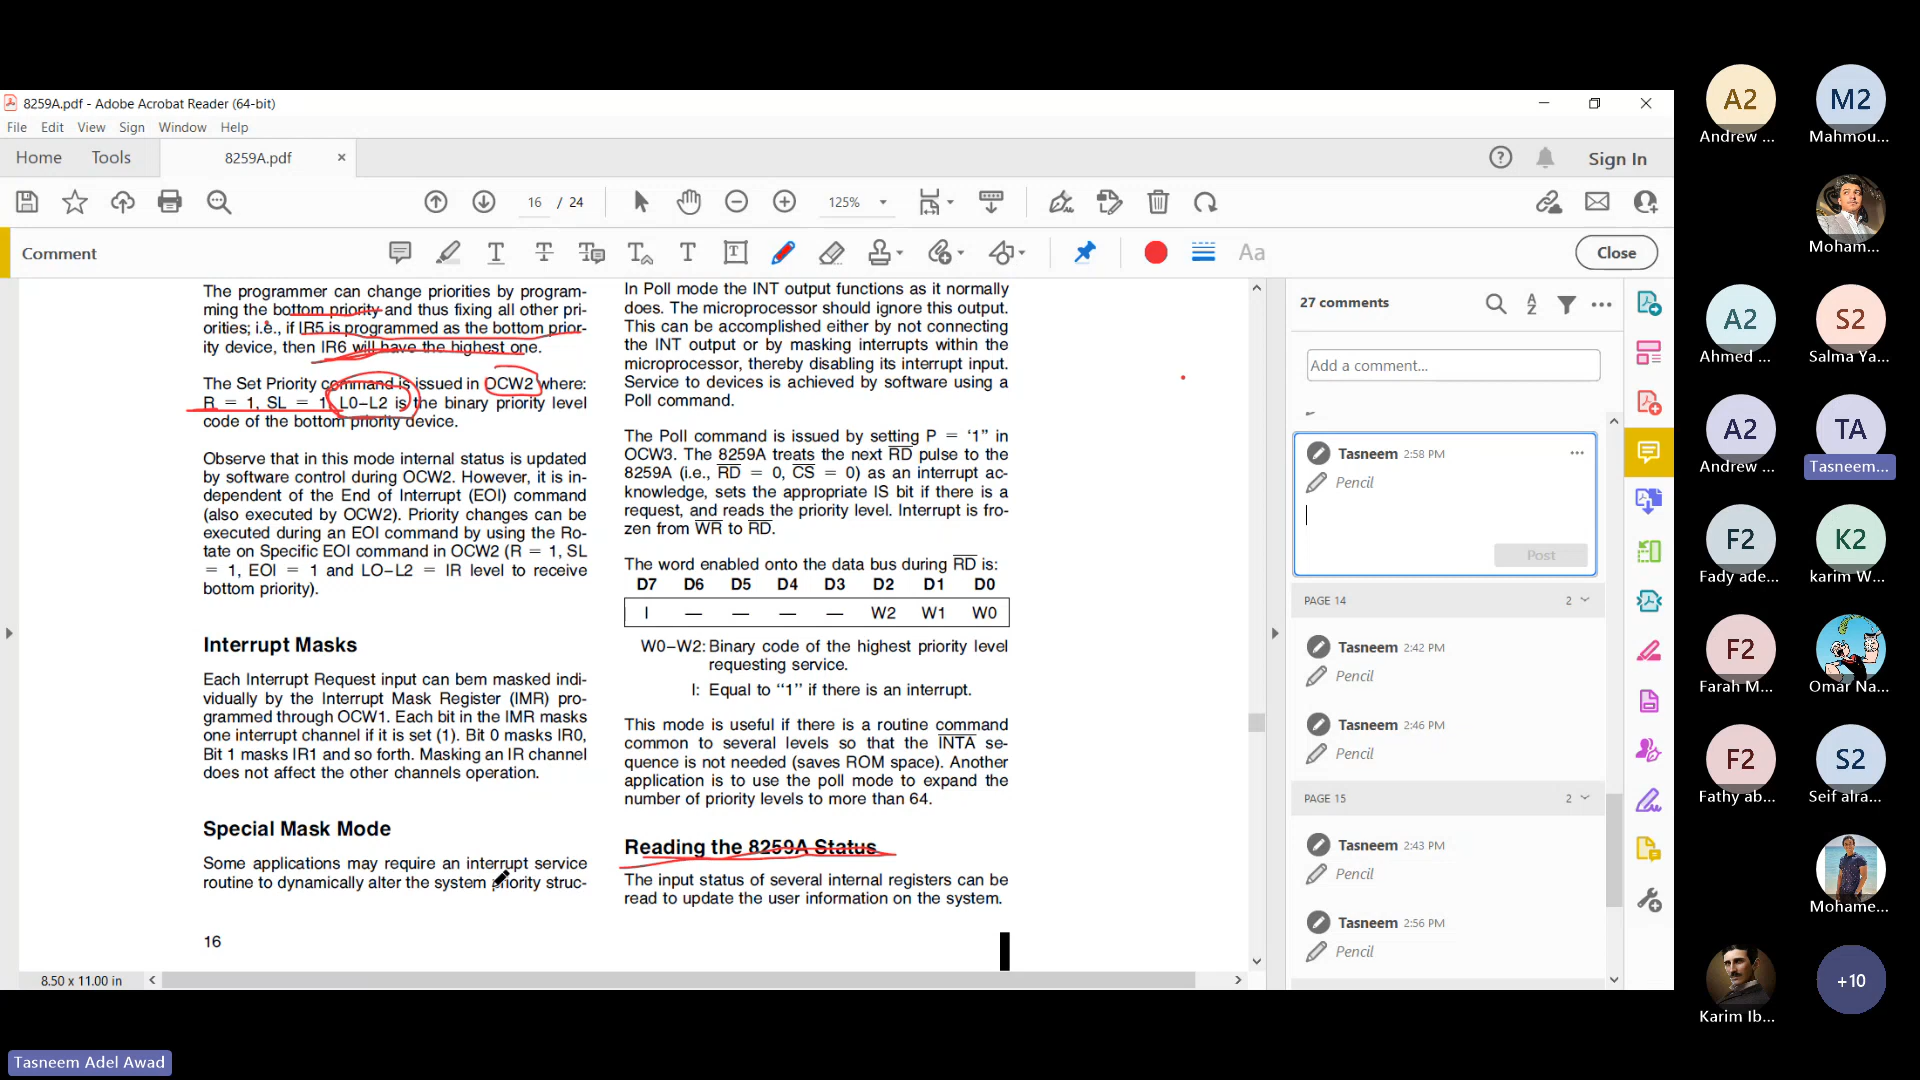 8259A.pdf - Adobe Acrobat Reader (64-bit)
File Edit View Sign Window Help
Home Tools 8259A.pdf
Sign In
16 / 24
125%
Comment
Aa
Close
The programmer can change priorities by program-
ming the bottom priority and thus fixing all other pri-
orities; i.e., if IR5 is programmed as the bottom prior-
ity device, then IR6 will have the highest one.
The Set Priority command is issued in OCW2 where:
R = 1, SL = 1 L0–L2 is the binary priority level
code of the bottom priority device.
Observe that in this mode internal status is updated
by software control during OCW2. However, it is in-
dependent of the End of Interrupt (EOI) command
(also executed by OCW2). Priority changes can be
executed during an EOI command by using the Ro-
tate on Specific EOI command in OCW2 (R = 1, SL
= 1, EOI = 1 and LO–L2 = IR level to receive
bottom priority).
Interrupt Masks
Each Interrupt Request input can bem masked indi-
vidually by the Interrupt Mask Register (IMR) pro-
grammed through OCW1. Each bit in the IMR masks
one interrupt channel if it is set (1). Bit 0 masks IR0,
Bit 1 masks IR1 and so forth. Masking an IR channel
does not affect the other channels operation.
Special Mask Mode
Some applications may require an interrupt service
routine to dynamically alter the system priority struc-
16
In Poll mode the INT output functions as it normally
does. The microprocessor should ignore this output.
This can be accomplished either by not connecting
the INT output or by masking interrupts within the
microprocessor, thereby disabling its interrupt input.
Service to devices is achieved by software using a
Poll command.
The Poll command is issued by setting P = ‘1’’ in
OCW3. The 8259A treats the next RD pulse to the
8259A (i.e., RD = 0, CS = 0) as an interrupt ac-
knowledge, sets the appropriate IS bit if there is a
request, and reads the priority level. Interrupt is fro-
zen from WR to RD.
The word enabled onto the data bus during RD is:
D7 D6 D5 D4 D3 D2 D1 D0
I — — — — W2 W1 W0
W0–W2: Binary code of the highest priority level
requesting service.
I: Equal to ‘‘1’’ if there is an interrupt.
This mode is useful if there is a routine command
common to several levels so that the INTA se-
quence is not needed (saves ROM space). Another
application is to use the poll mode to expand the
number of priority levels to more than 64.
Reading the 8259A Status
The input status of several internal registers can be
read to update the user information on the system.
8.50 x 11.00 in
27 comments
Add a comment...
Tasneem 2:58 PM
Pencil
Post
PAGE 14 2
Tasneem 2:42 PM
Pencil
Tasneem 2:46 PM
Pencil
PAGE 15 2
Tasneem 2:43 PM
Pencil
Tasneem 2:56 PM
Pencil
A2 M2
Andrew ... Mahmou...
Moham...
A2 S2
Ahmed ... Salma Ya...
A2 TA
Andrew ... Tasneem...
F2 K2
Fady ade... karim W...
F2
Farah M... Omar Na...
F2 S2
Fathy ab... Seif alra...
Mohame...
+10
Karim Ib...
Tasneem Adel Awad